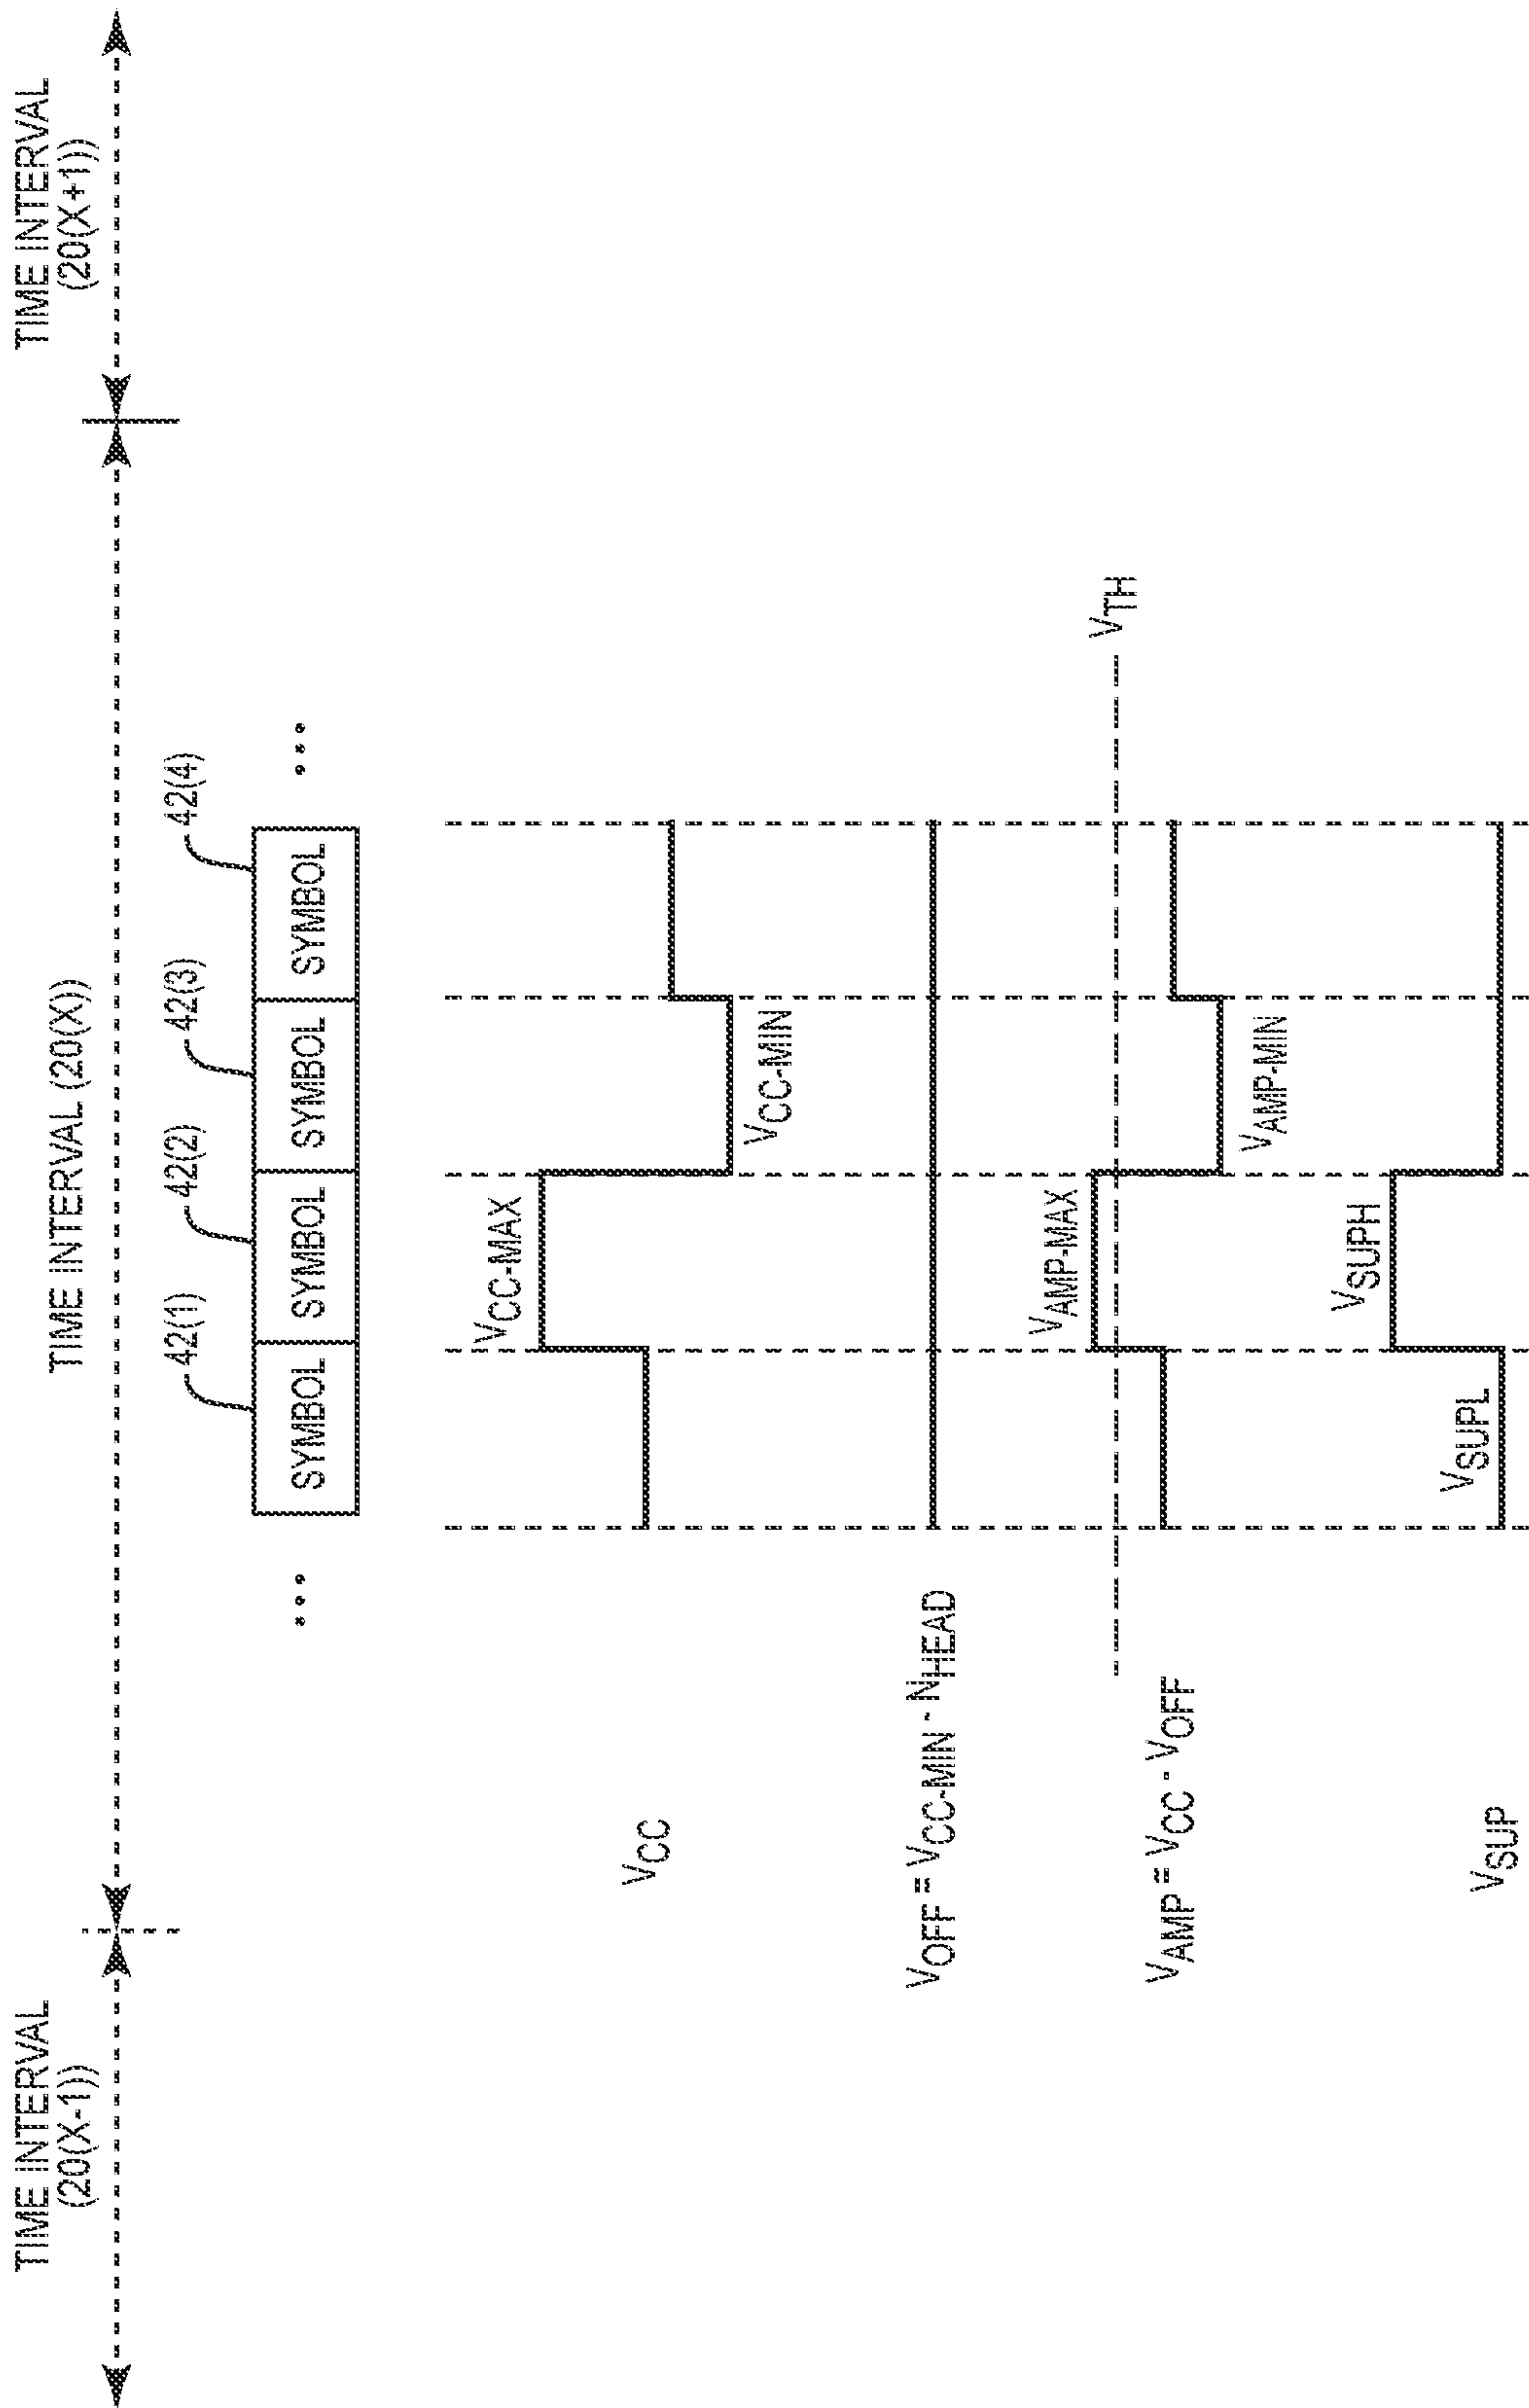 TIME INTERVAL
(20(X-1))
TIME INTERVAL (20(X))
TIME INTERVAL
(20(X+1))
42(1)
42(2)
42(3)
42(4)
• • •
SYMBOL
SYMBOL
SYMBOL
SYMBOL
• • •
VCC
VCC-MAX
VCC-MIN
VOFF = VCC-MIN - NHEAD
VTH
VAMP = VCC - VOFF
VAMP-MAX
VAMP-MIN
VSUP
VSUPL
VSUPH